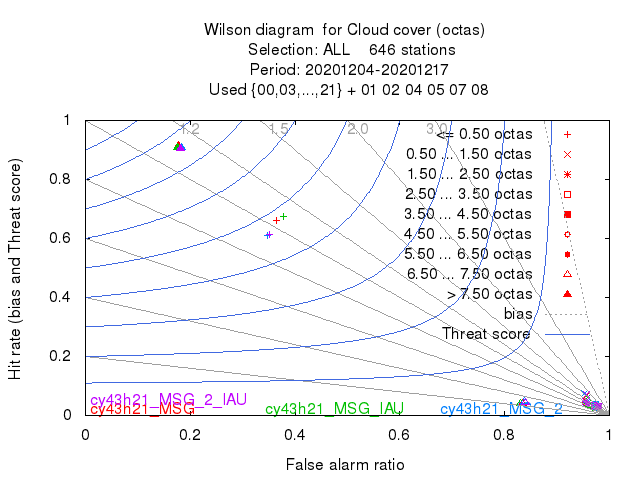 Wilson diagram for Cloud cover (octas)
Selection: ALL 646 stations
Period: 20201204-20201217
Used {00,03,...,21} + 01 02 04 05 07 08
1 0.8 0.6 0.4 0.2 0
Hit rate (bias and Threat score)
1.2 1.5 2.0 3.0
<= 0.50 octas
0.50 ... 1.50 octas
1.50 ... 2.50 octas
2.50 ... 3.50 octas
3.50 ... 4.50 octas
4.50 ... 5.50 octas
5.50 ... 6.50 octas
6.50 ... 7.50 octas
> 7.50 octas
bias
Threat score
cy43h21_MSG_2_IAU
cy43h21_MSG cy43h21_MSG_IAU cy43h21_MSG_2
0 0.2 0.4 0.6 0.8 1
False alarm ratio